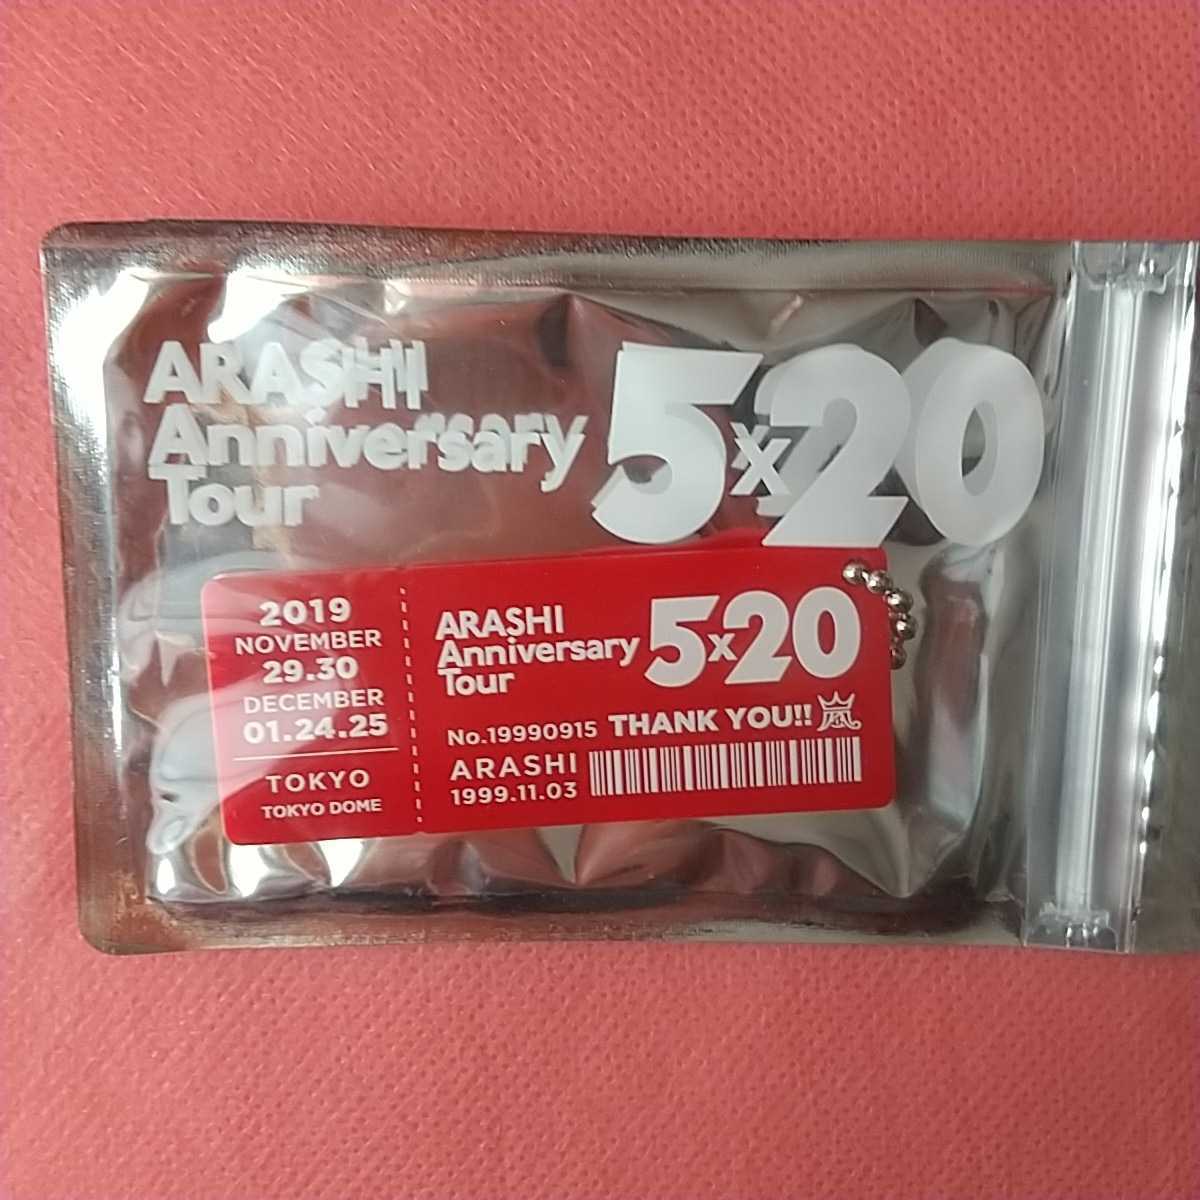 ARASHI
Anniversary
Tour
5x20
2019
NOVEMBER
29.30
DECEMBER
01.24.25
TOKYO
TOKYO DOME
ARASHI
Anniversary
Tour
5x20
No.19990915 THANK YOU!! 嵐
ARASHI
1999.11.03